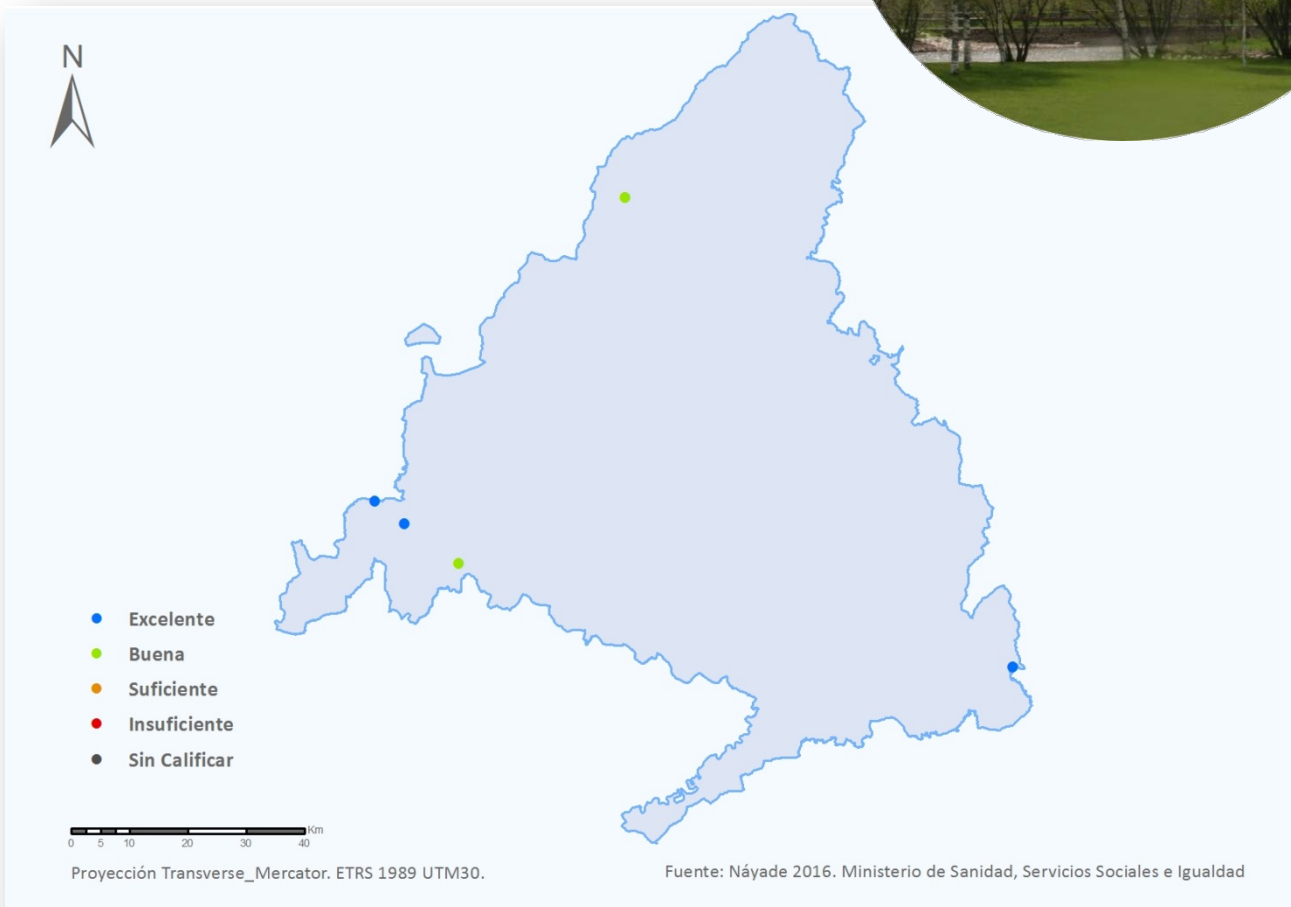 N
Excelente
Buena
Suficiente
Insuficiente
Sin Calificar
Km
0 5 10 20 30 40
Proyección Transverse_Mercator. ETRS 1989 UTM30.
Fuente: Náyade 2016. Ministerio de Sanidad, Servicios Sociales e Igualdad